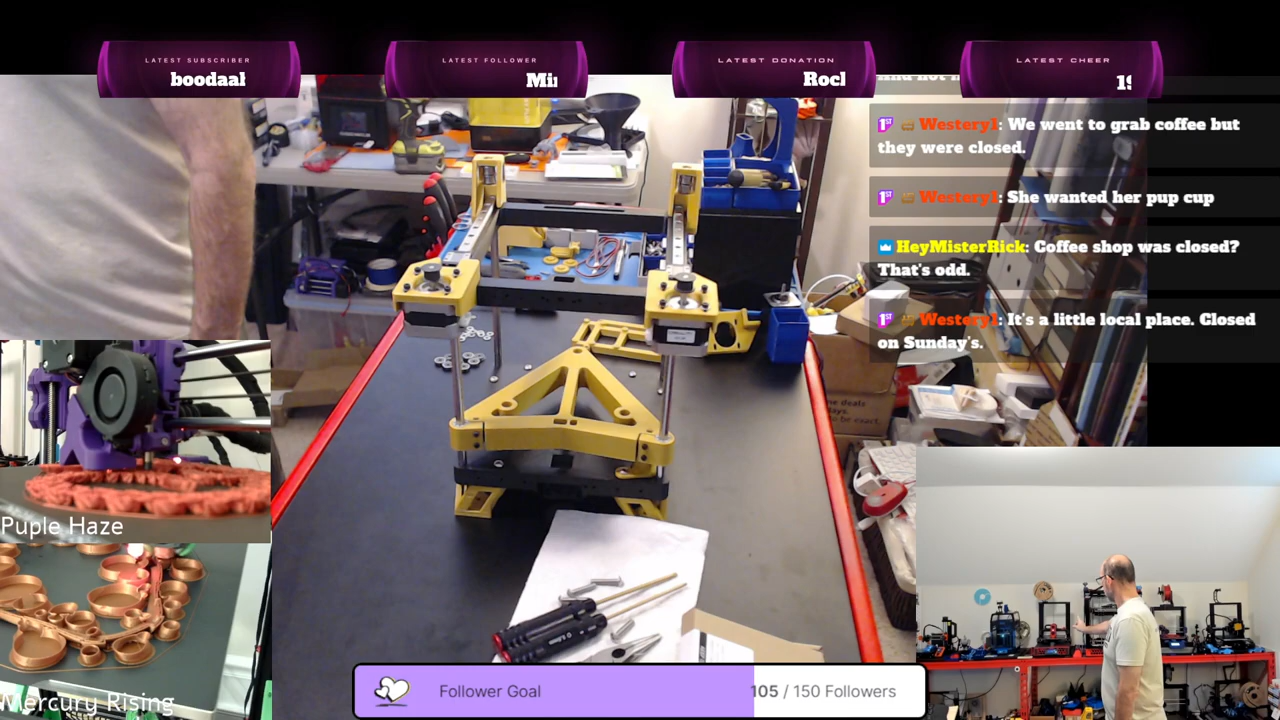 LATEST SUBSCRIBER
LATEST FOLLOWER
LATEST DONATION
LATEST CHEER
boodaal
Westery1: We went to grab coffee but
they were closed.
Westery1: She wanted her pup cup
HeyMisterRick: Coffee shop was closed?
That's odd.
Westery1: It's a little local place. Closed
on Sunday's.
Puple Haze
Mercury Rising
Follower Goal
105 / 150 Followers